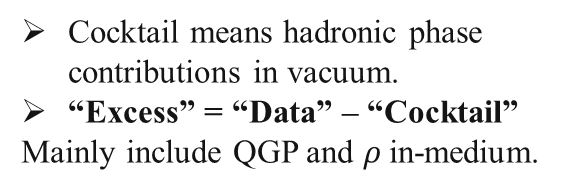 ➢ Cocktail means hadronic phase
contributions in vacuum.
➢ “Excess” = “Data” – “Cocktail”
Mainly include QGP and ρ in-medium.